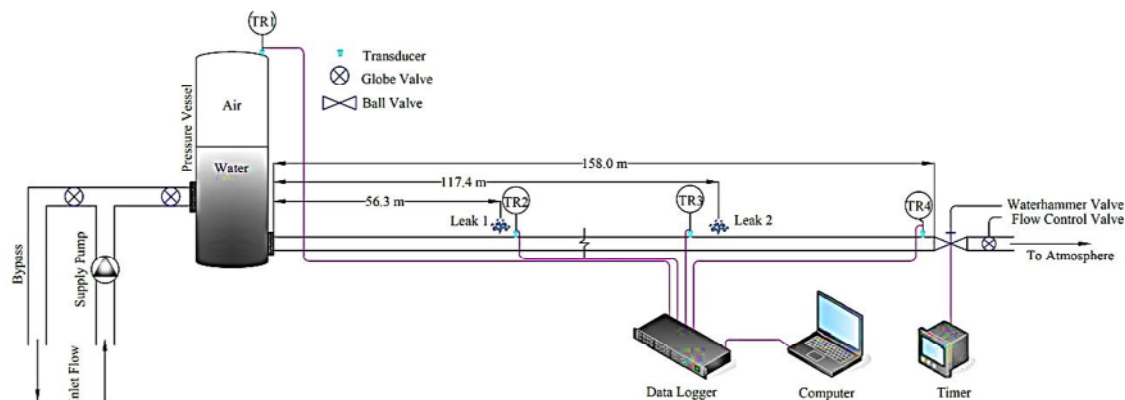 TR1
Transducer
Globe Valve
Ball Valve
Pressure Vessel
Air
Water
158.0 m
117.4 m
56.3 m
Leak 1
TR2
TR3
Leak 2
TR4
Waterhammer Valve
Flow Control Valve
To Atmosphere
Bypass
Supply Pump
Inlet Flow
Data Logger
Computer
Timer